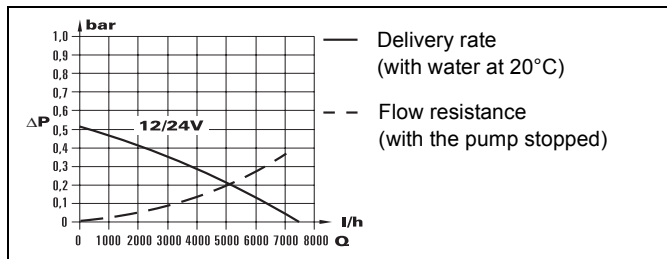 bar
1,0
0,9
0,8
0,7
0,6
ΔP 0,5
0,4
0,3
0,2
0,1
0
12/24V
l/h
0 1000 2000 3000 4000 5000 6000 7000 8000 Q
Delivery rate
(with water at 20°C)
Flow resistance
(with the pump stopped)